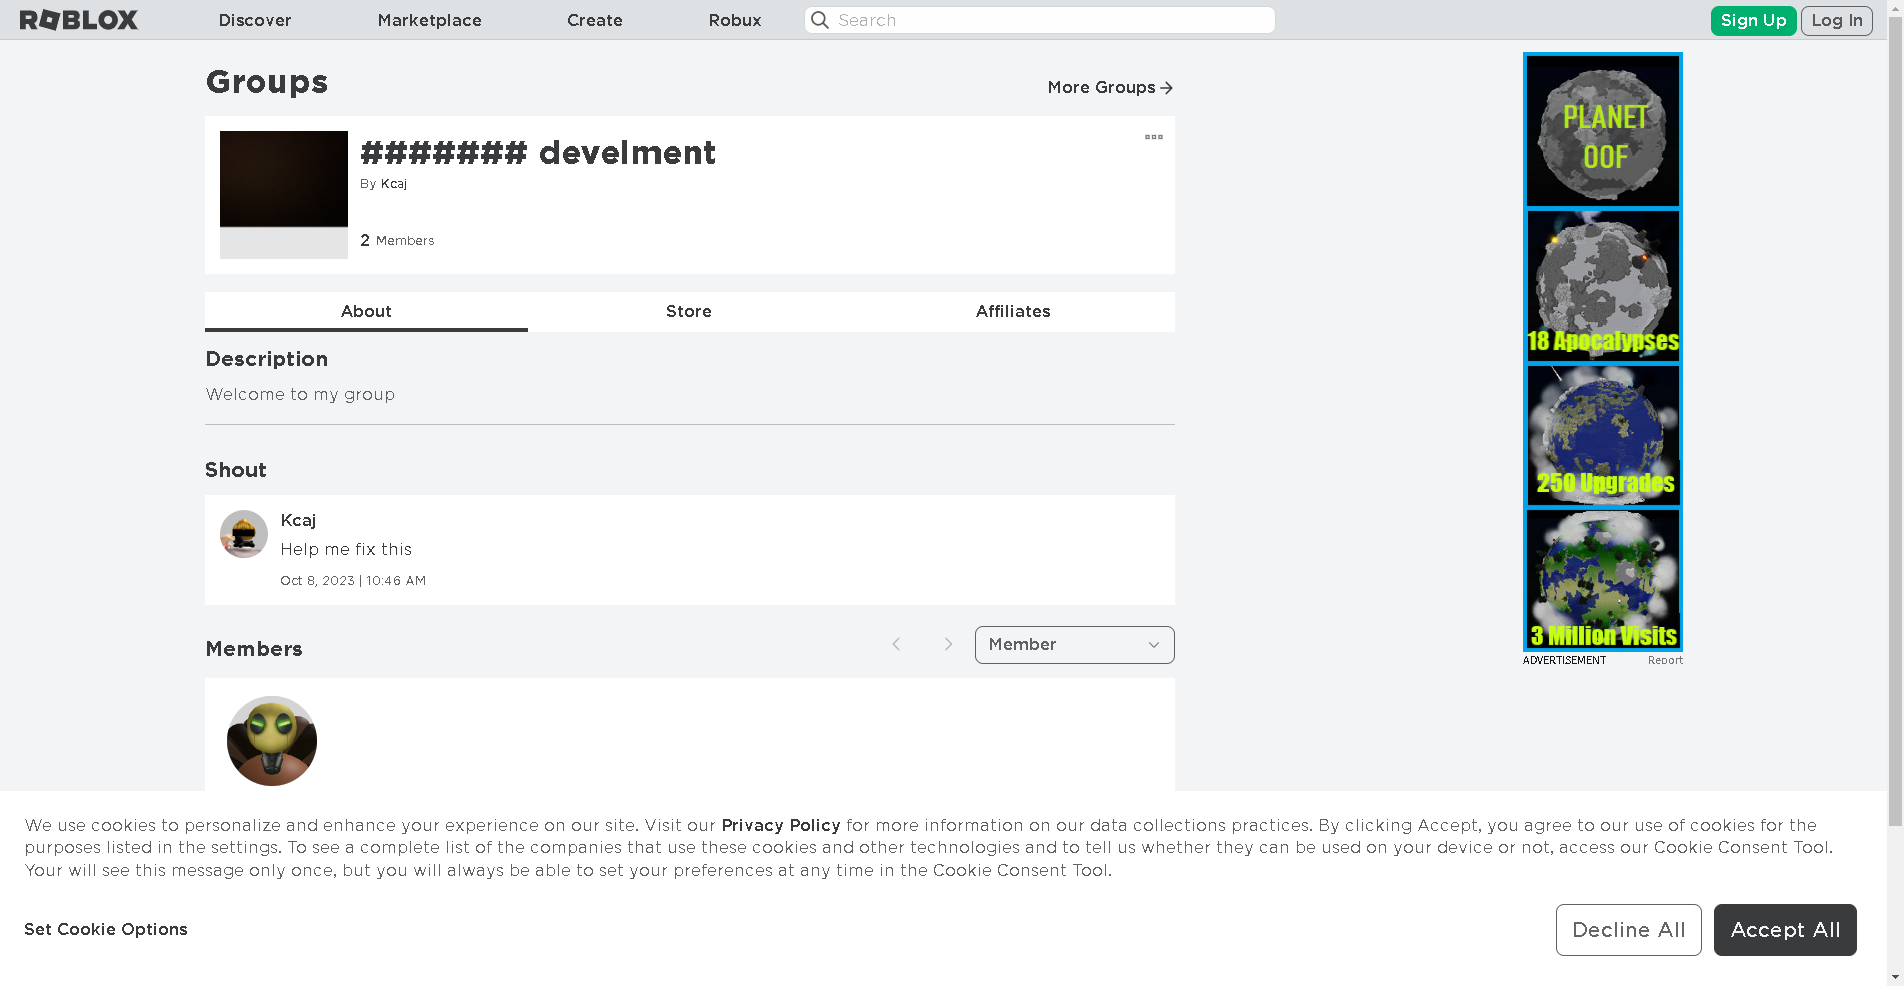 ROBLOX
Discover
Marketplace
Create
Robux
Search
Sign Up
Log In
Groups
More Groups
####### develment
By Kcaj
2 Members
About
Store
Affiliates
Description
Welcome to my group
Shout
Kcaj
Help me fix this
Oct 8, 2023 | 10:46 AM
Members
Member
PLANET
OOF
18 Apocalypses
250 Upgrades
3 Million Visits
ADVERTISEMENT
Report
We use cookies to personalize and enhance your experience on our site. Visit our Privacy Policy for more information on our data collections practices. By clicking Accept, you agree to our use of cookies for the
purposes listed in the settings. To see a complete list of the companies that use these cookies and other technologies and to tell us whether they can be used on your device or not, access our Cookie Consent Tool.
Your will see this message only once, but you will always be able to set your preferences at any time in the Cookie Consent Tool.
Set Cookie Options
Decline All
Accept All